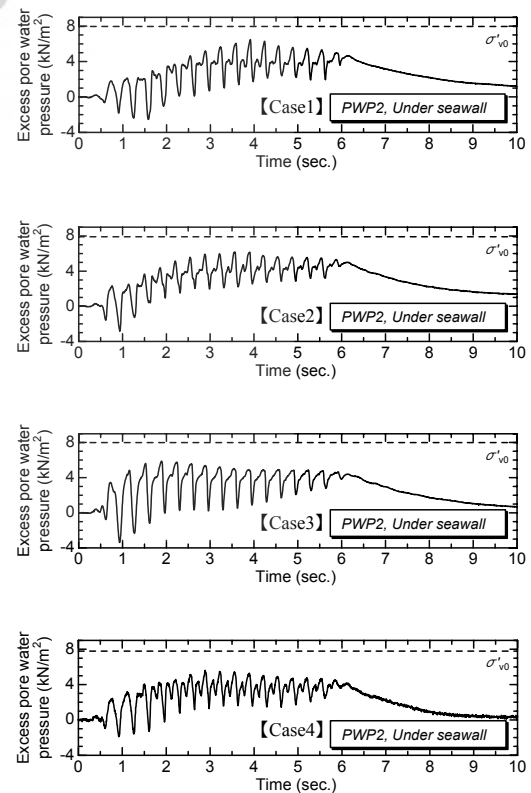 Excess pore water
pressure (kN/m²)
8
4
0
-4
σ'v0
【Case1】 PWP2, Under seawall
0 1 2 3 4 5 6 7 8 9 10
Time (sec.)
Excess pore water
pressure (kN/m²)
8
4
0
-4
σ'v0
【Case2】 PWP2, Under seawall
0 1 2 3 4 5 6 7 8 9 10
Time (sec.)
Excess pore water
pressure (kN/m²)
8
4
0
-4
σ'v0
【Case3】 PWP2, Under seawall
0 1 2 3 4 5 6 7 8 9 10
Time (sec.)
Excess pore water
pressure (kN/m²)
8
4
0
-4
σ'v0
【Case4】 PWP2, Under seawall
0 1 2 3 4 5 6 7 8 9 10
Time (sec.)